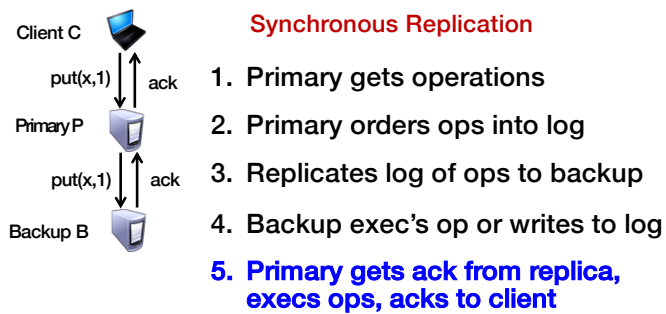 Synchronous Replication
Client C
put(x,1)
ack
Primary P
put(x,1)
ack
Backup B
1. Primary gets operations
2. Primary orders ops into log
3. Replicates log of ops to backup
4. Backup exec's op or writes to log
5. Primary gets ack from replica,
execs ops, acks to client